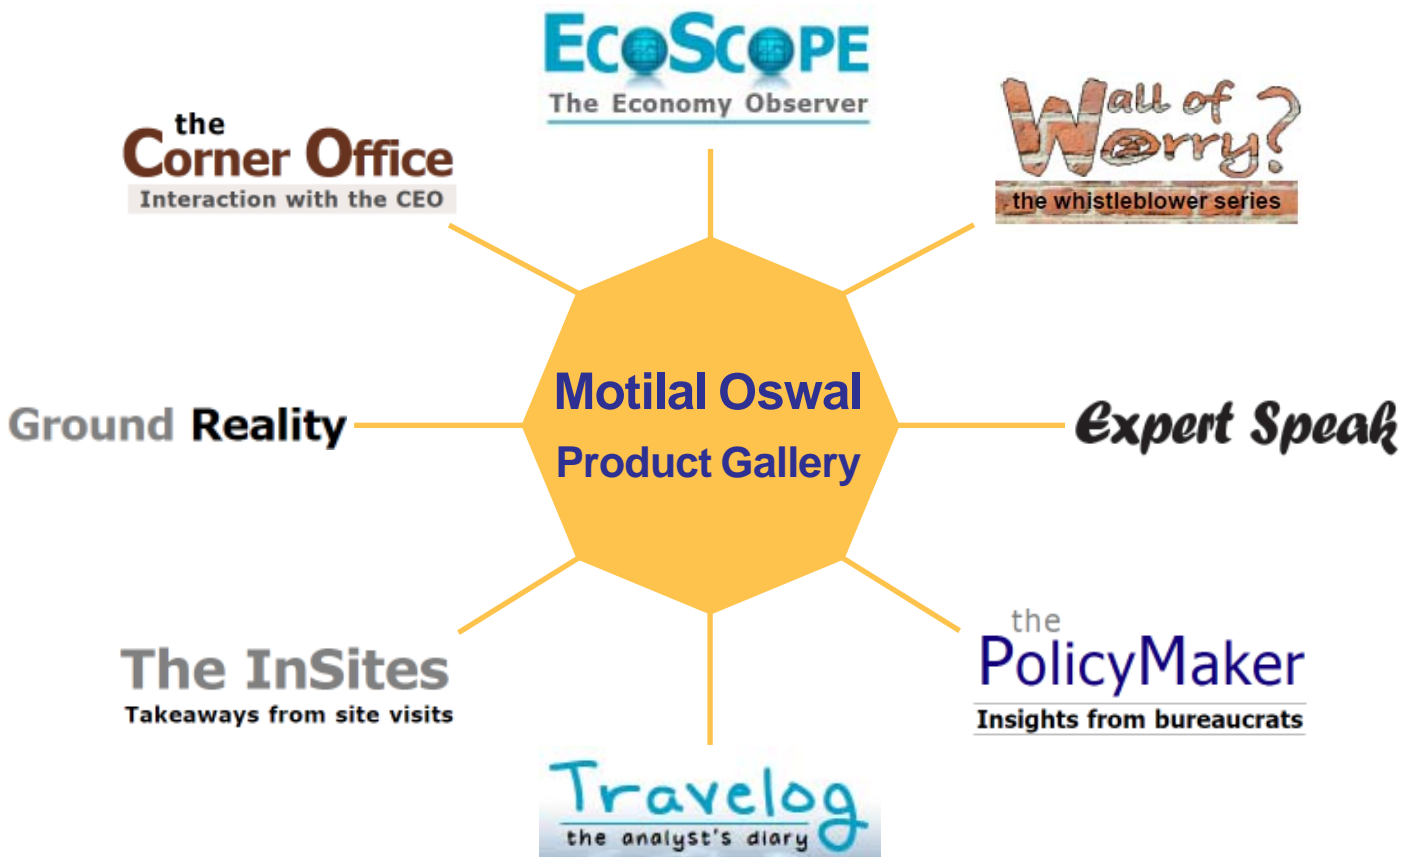 EcoScope
The Economy Observer
the
Corner Office
Interaction with the CEO
Wall of
Worry?
the whistleblower series
Motilal Oswal
Product Gallery
Ground Reality
Expert Speak
The InSites
Takeaways from site visits
the
PolicyMaker
Insights from bureaucrats
Travelog
the analyst's diary